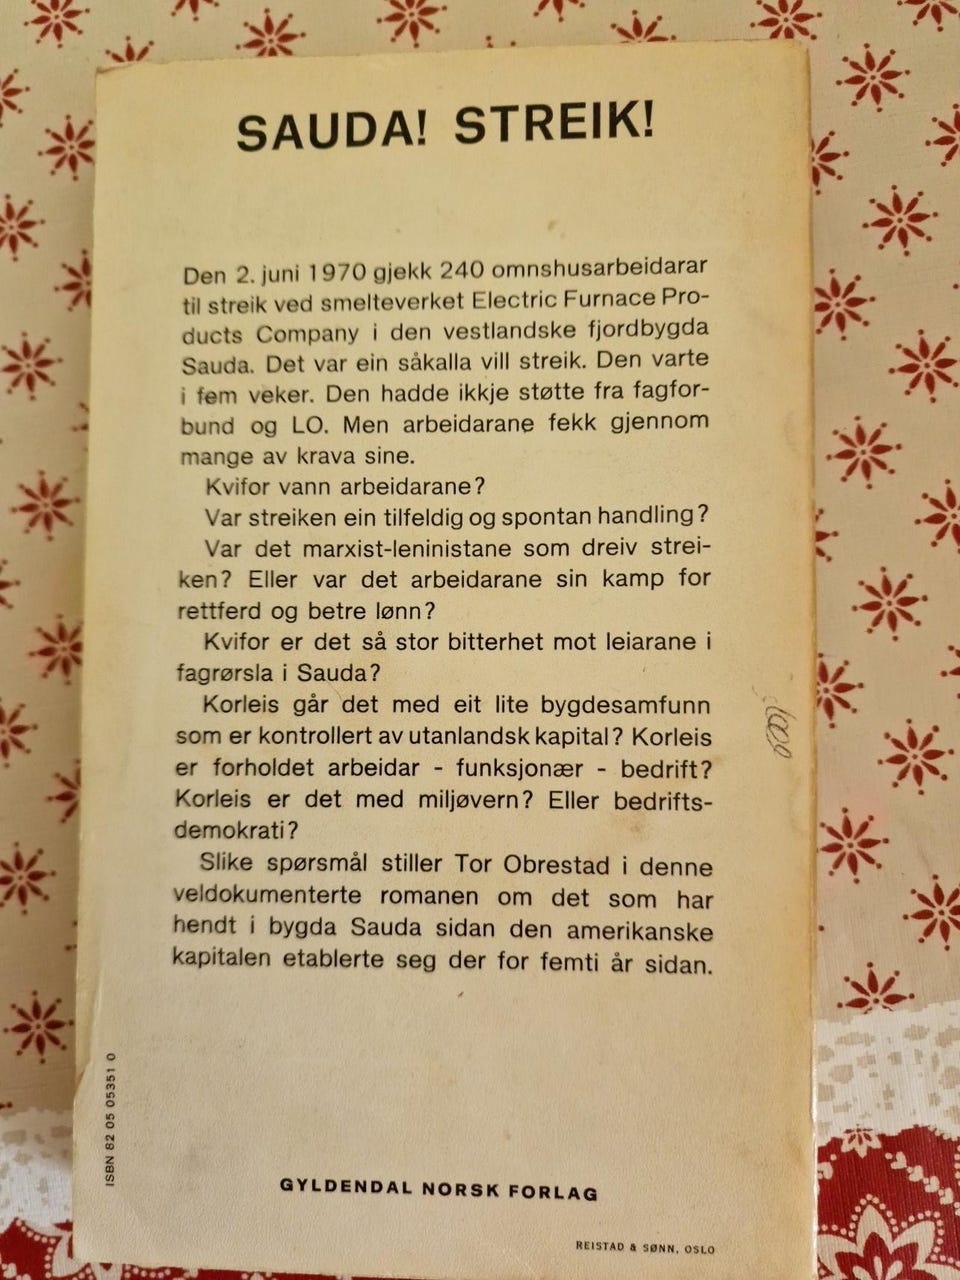 SAUDA! STREIK!
Den 2. juni 1970 gjekk 240 omnshusarbeidarar
til streik ved smelteverket Electric Furnace Pro-
ducts Company i den vestlandske fjordbygda
Sauda. Det var ein såkalla vill streik. Den varte
i fem veker. Den hadde ikkje støtte fra fagfor-
bund og LO. Men arbeidarane fekk gjennom
mange av krava sine.
Kvifor vann arbeidarane?
Var streiken ein tilfeldig og spontan handling?
Var det marxist-leninistane som dreiv strei-
ken? Eller var det arbeidarane sin kamp for
rettferd og betre lønn?
Kvifor er det så stor bitterhet mot leiarane i
fagrørsla i Sauda?
Korleis går det med eit lite bygdesamfunn
som er kontrollert av utanlandsk kapital? Korleis
er forholdet arbeidar - funksjonær - bedrift?
Korleis er det med miljøvern? Eller bedrifts-
demokrati?
Slike spørsmål stiller Tor Obrestad i denne
veldokumenterte romanen om det som har
hendt i bygda Sauda sidan den amerikanske
kapitalen etablerte seg der for femti år sidan.
ISBN 82 05 05351 0
GYLDENDAL NORSK FORLAG
REISTAD & SØNN, OSLO